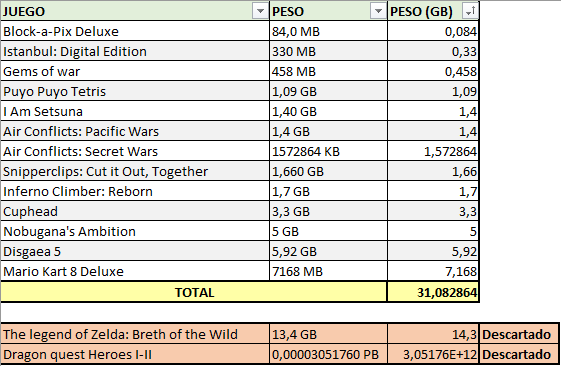 JUEGO PESO PESO (GB)
Block-a-Pix Deluxe 84,0 MB 0,084
Istanbul: Digital Edition 330 MB 0,33
Gems of war 458 MB 0,458
Puyo Puyo Tetris 1,09 GB 1,09
I Am Setsuna 1,40 GB 1,4
Air Conflicts: Pacific Wars 1,4 GB 1,4
Air Conflicts: Secret Wars 1572864 KB 1,572864
Snipperclips: Cut it Out, Together 1,660 GB 1,66
Inferno Climber: Reborn 1,7 GB 1,7
Cuphead 3,3 GB 3,3
Nobugana's Ambition 5 GB 5
Disgaea 5 5,92 GB 5,92
Mario Kart 8 Deluxe 7168 MB 7,168
TOTAL 31,082864
The legend of Zelda: Breth of the Wild 13,4 GB 14,3 Descartado
Dragon quest Heroes I-II 0,00003051760 PB 3,05176E+12 Descartado